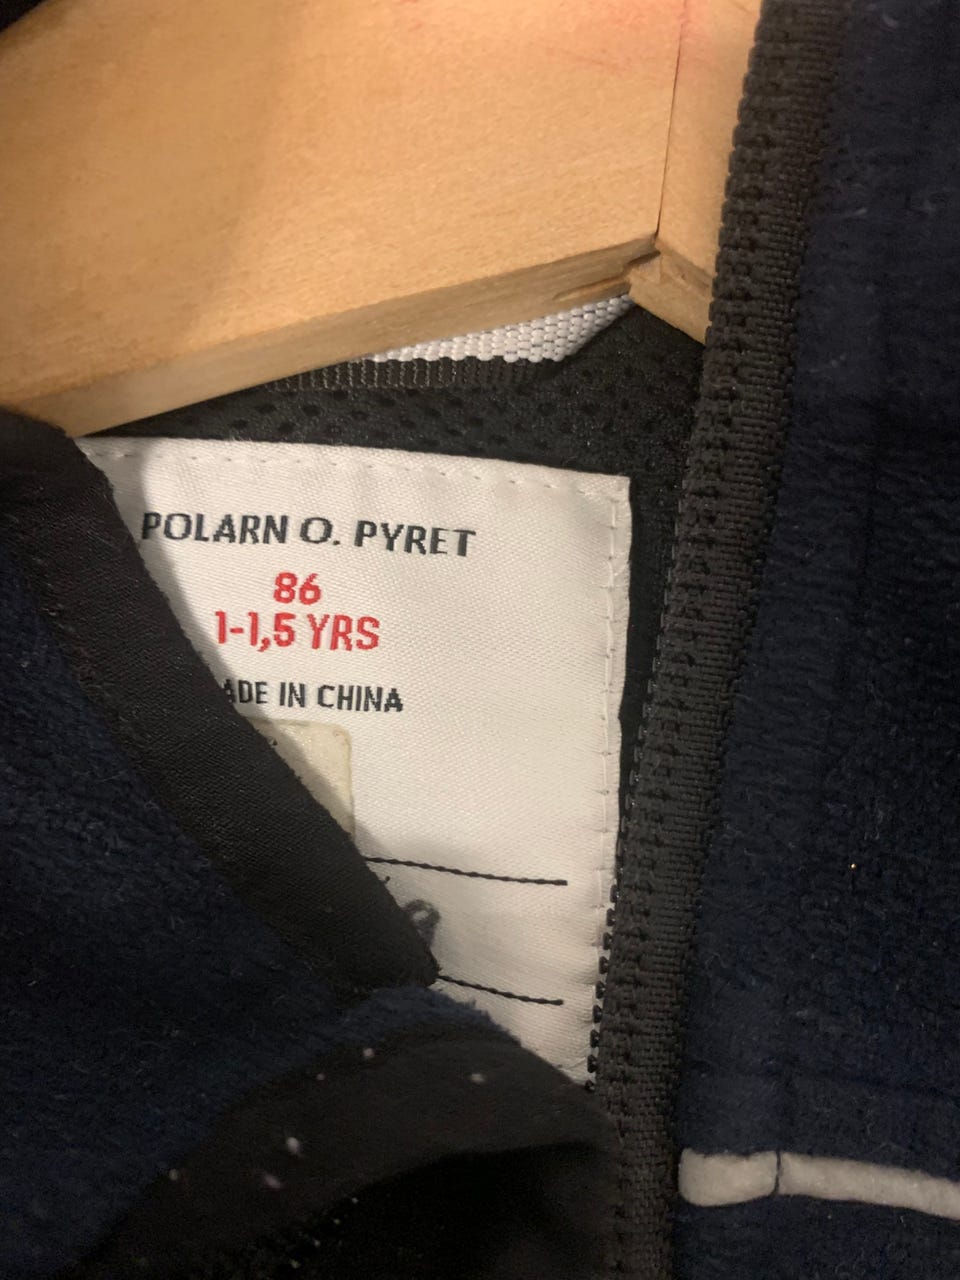 POLARN O. PYRET
86
1-1,5 YRS
ADE IN CHINA